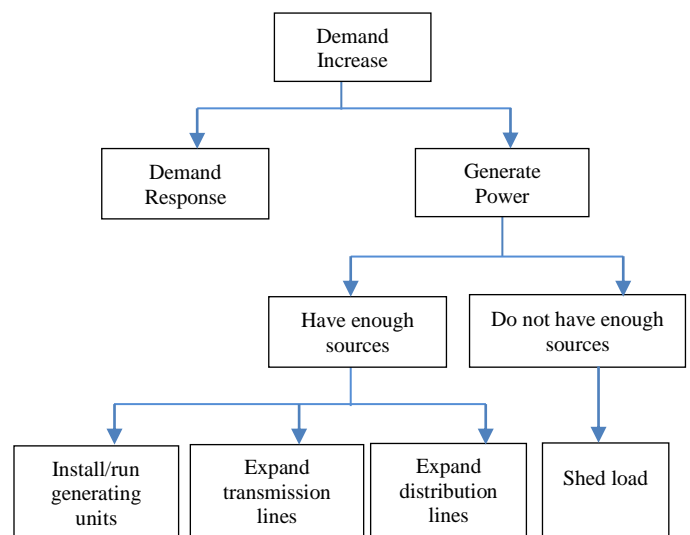 Demand
Increase
Demand
Response
Generate
Power
Have enough
sources
Do not have enough
sources
Install/run
generating
units
Expand
transmission
lines
Expand
distribution
lines
Shed load